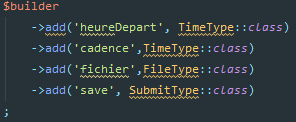 $builder
->add('heureDepart', TimeType::class)
->add('cadence',TimeType::class)
->add('fichier',FileType::class)
->add('save', SubmitType::class)
;